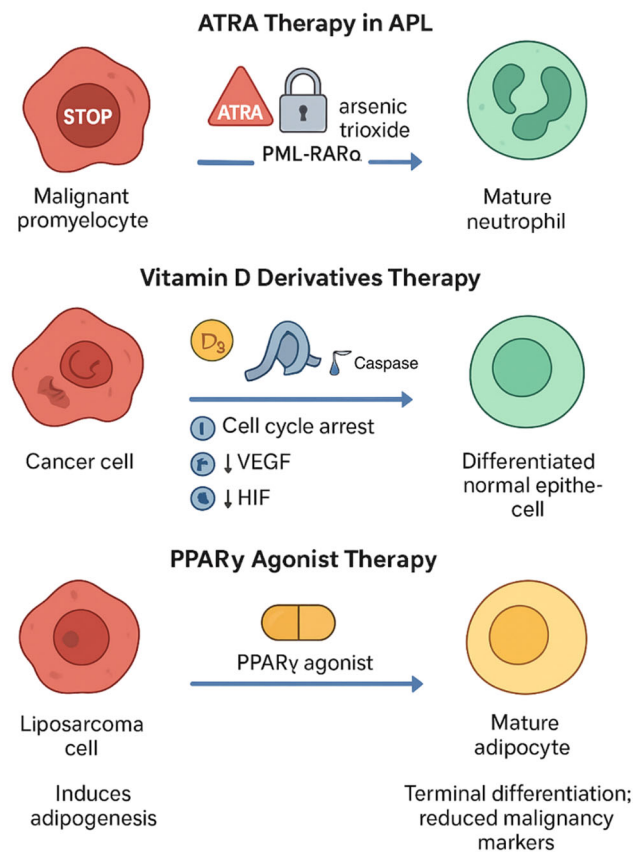 ATRA Therapy in APL
STOP
ATRA
arsenic
trioxide
PML-RARα
Malignant
promyelocyte
Mature
neutrophil
Vitamin D Derivatives Therapy
D3
Caspase
Cell cycle arrest
↓VEGF
↓HIF
Cancer cell
Differentiated
normal epithe-
cell
PPARγ Agonist Therapy
PPARγ agonist
Liposarcoma
cell
Mature
adipocyte
Induces
adipogenesis
Terminal differentiation;
reduced malignancy
markers